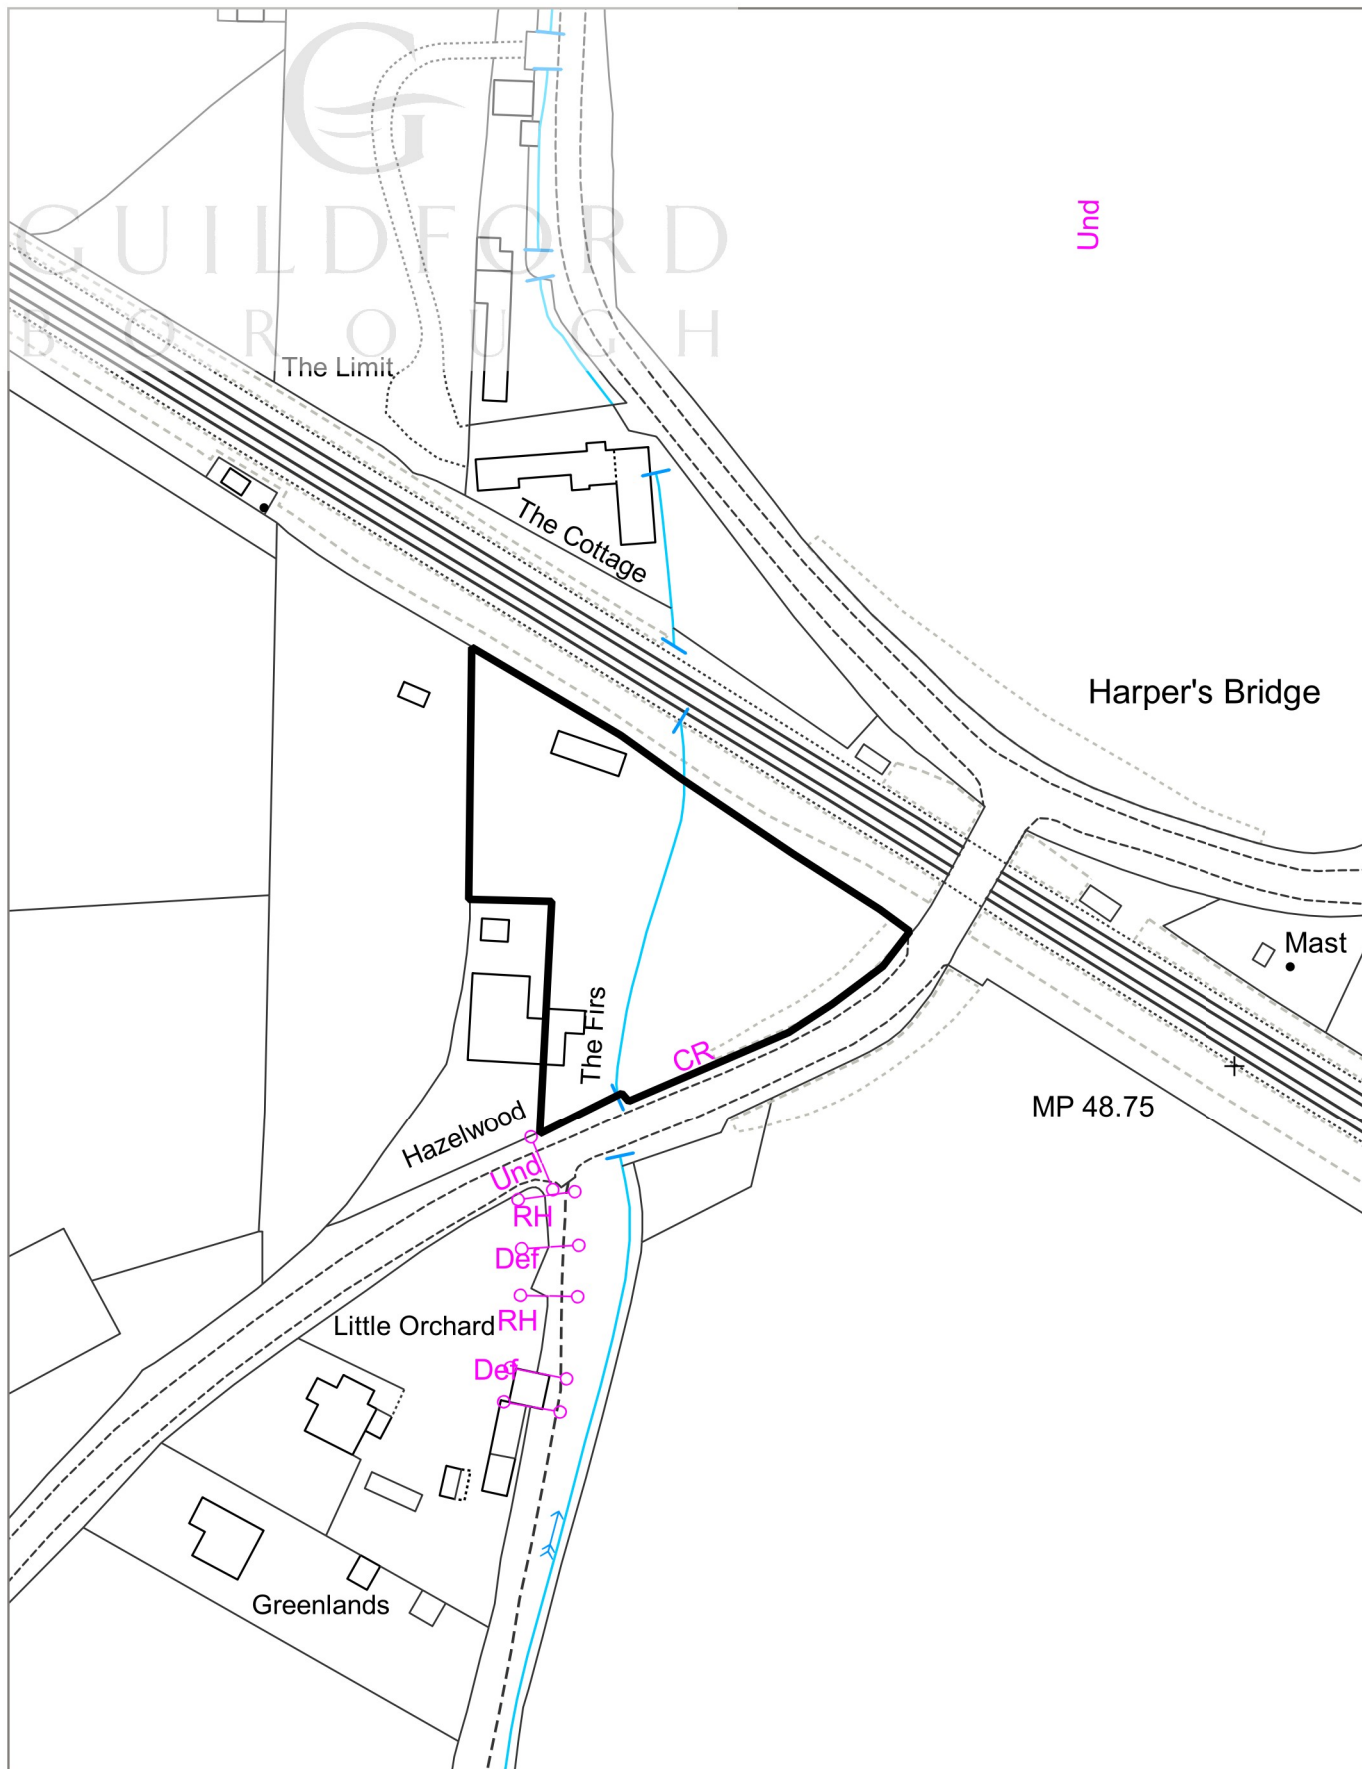 GUILDFORD
BOROUGH
Und
The Limit
The Cottage
Harper's Bridge
Mast
The Firs
CR
MP 48.75
Hazelwood
Und
RH
Def
RH
Little Orchard
Def
Greenlands